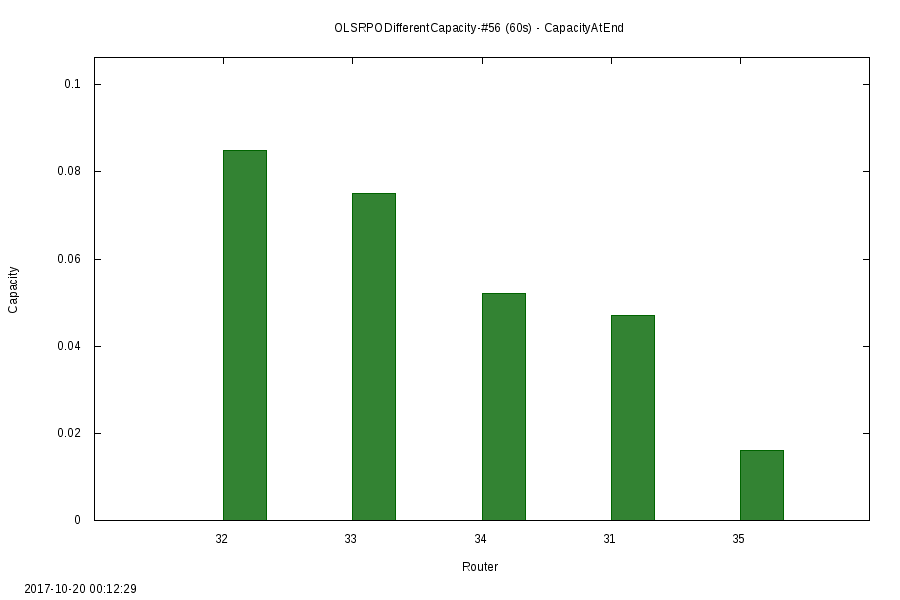 OLSRPODifferentCapacity-#56 (60s) - CapacityAtEnd
0.1
0.08
0.06
0.04
0.02
0
Capacity
32 33 34 31 35
Router
2017-10-20 00:12:29